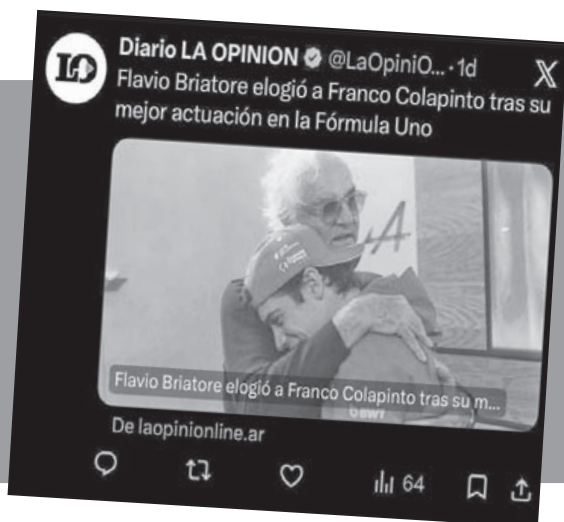 LO
Diario LA OPINION @LaOpiniO... · 1d
Flavio Briatore elogió a Franco Colapinto tras su
mejor actuación en la Fórmula Uno
Flavio Briatore elogió a Franco Colapinto tras su m...
De laopinionline.ar
64